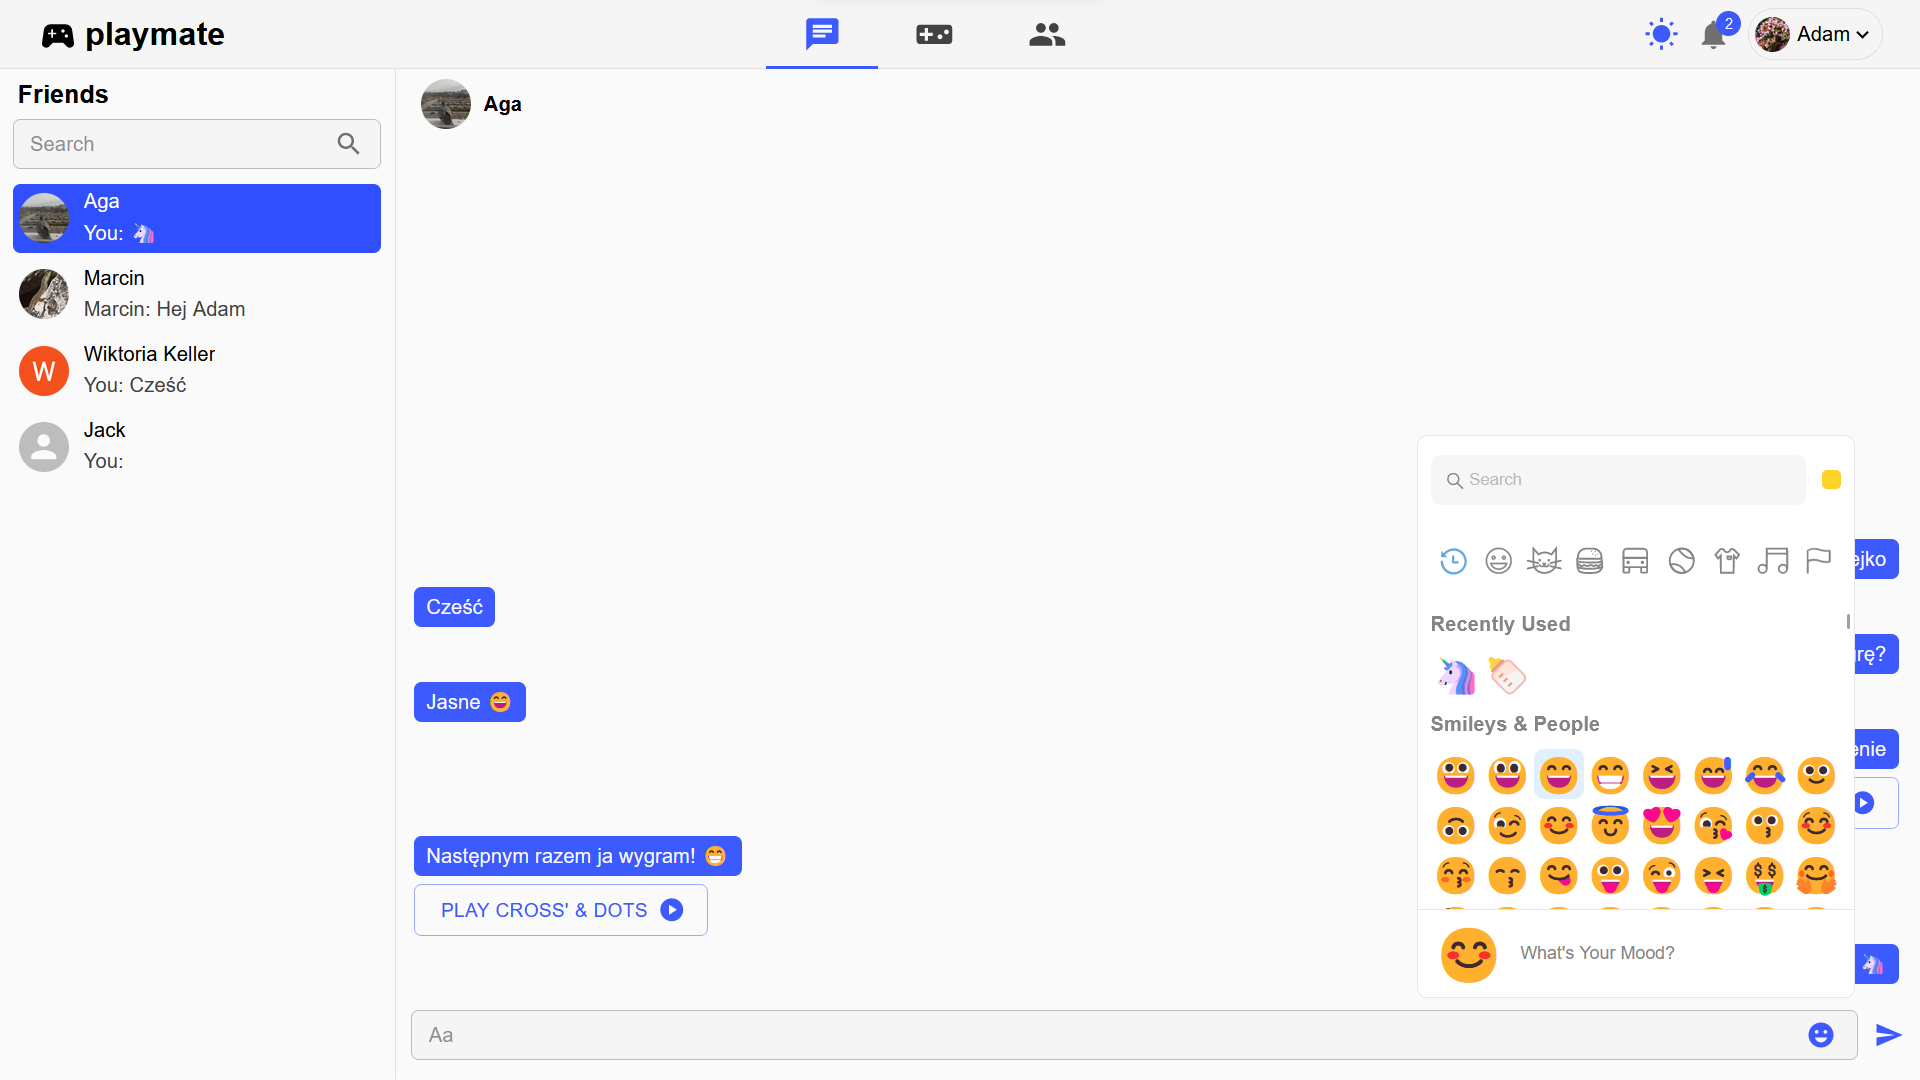 playmate
2
Adam
Friends
Search
Aga
You: 🦄
Marcin
Marcin: Hej Adam
W
Wiktoria Keller
You: Cześć
Jack
You:
Aga
ejko
Cześć
rę?
Jasne 😄
enie
Następnym razem ja wygram! 😁
PLAY CROSS' & DOTS
🦄
Aa
Search
Recently Used
Smileys & People
What's Your Mood?